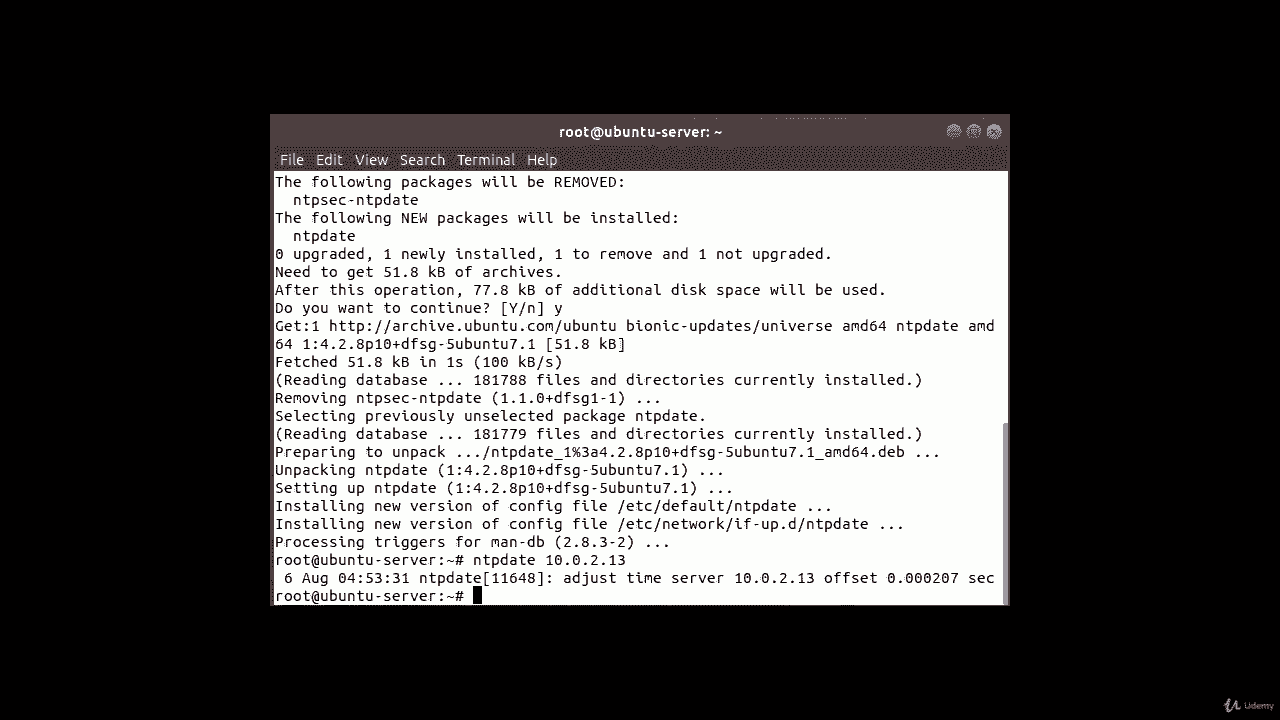 root@ubuntu-server: ~
File Edit View Search Terminal Help
The following packages will be REMOVED:
  ntpsec-ntpdate
The following NEW packages will be installed:
  ntpdate
0 upgraded, 1 newly installed, 1 to remove and 1 not upgraded.
Need to get 51.8 kB of archives.
After this operation, 77.8 kB of additional disk space will be used.
Do you want to continue? [Y/n] y
Get:1 http://archive.ubuntu.com/ubuntu bionic-updates/universe amd64 ntpdate amd
64 1:4.2.8p10+dfsg-5ubuntu7.1 [51.8 kB]
Fetched 51.8 kB in 1s (100 kB/s)
(Reading database ... 181788 files and directories currently installed.)
Removing ntpsec-ntpdate (1.1.0+dfsg1-1) ...
Selecting previously unselected package ntpdate.
(Reading database ... 181779 files and directories currently installed.)
Preparing to unpack .../ntpdate_1%3a4.2.8p10+dfsg-5ubuntu7.1_amd64.deb ...
Unpacking ntpdate (1:4.2.8p10+dfsg-5ubuntu7.1) ...
Setting up ntpdate (1:4.2.8p10+dfsg-5ubuntu7.1) ...
Installing new version of config file /etc/default/ntpdate ...
Installing new version of config file /etc/network/if-up.d/ntpdate ...
Processing triggers for man-db (2.8.3-2) ...
root@ubuntu-server:~# ntpdate 10.0.2.13
 6 Aug 04:53:31 ntpdate[11648]: adjust time server 10.0.2.13 offset 0.000207 sec
root@ubuntu-server:~#
Udemy